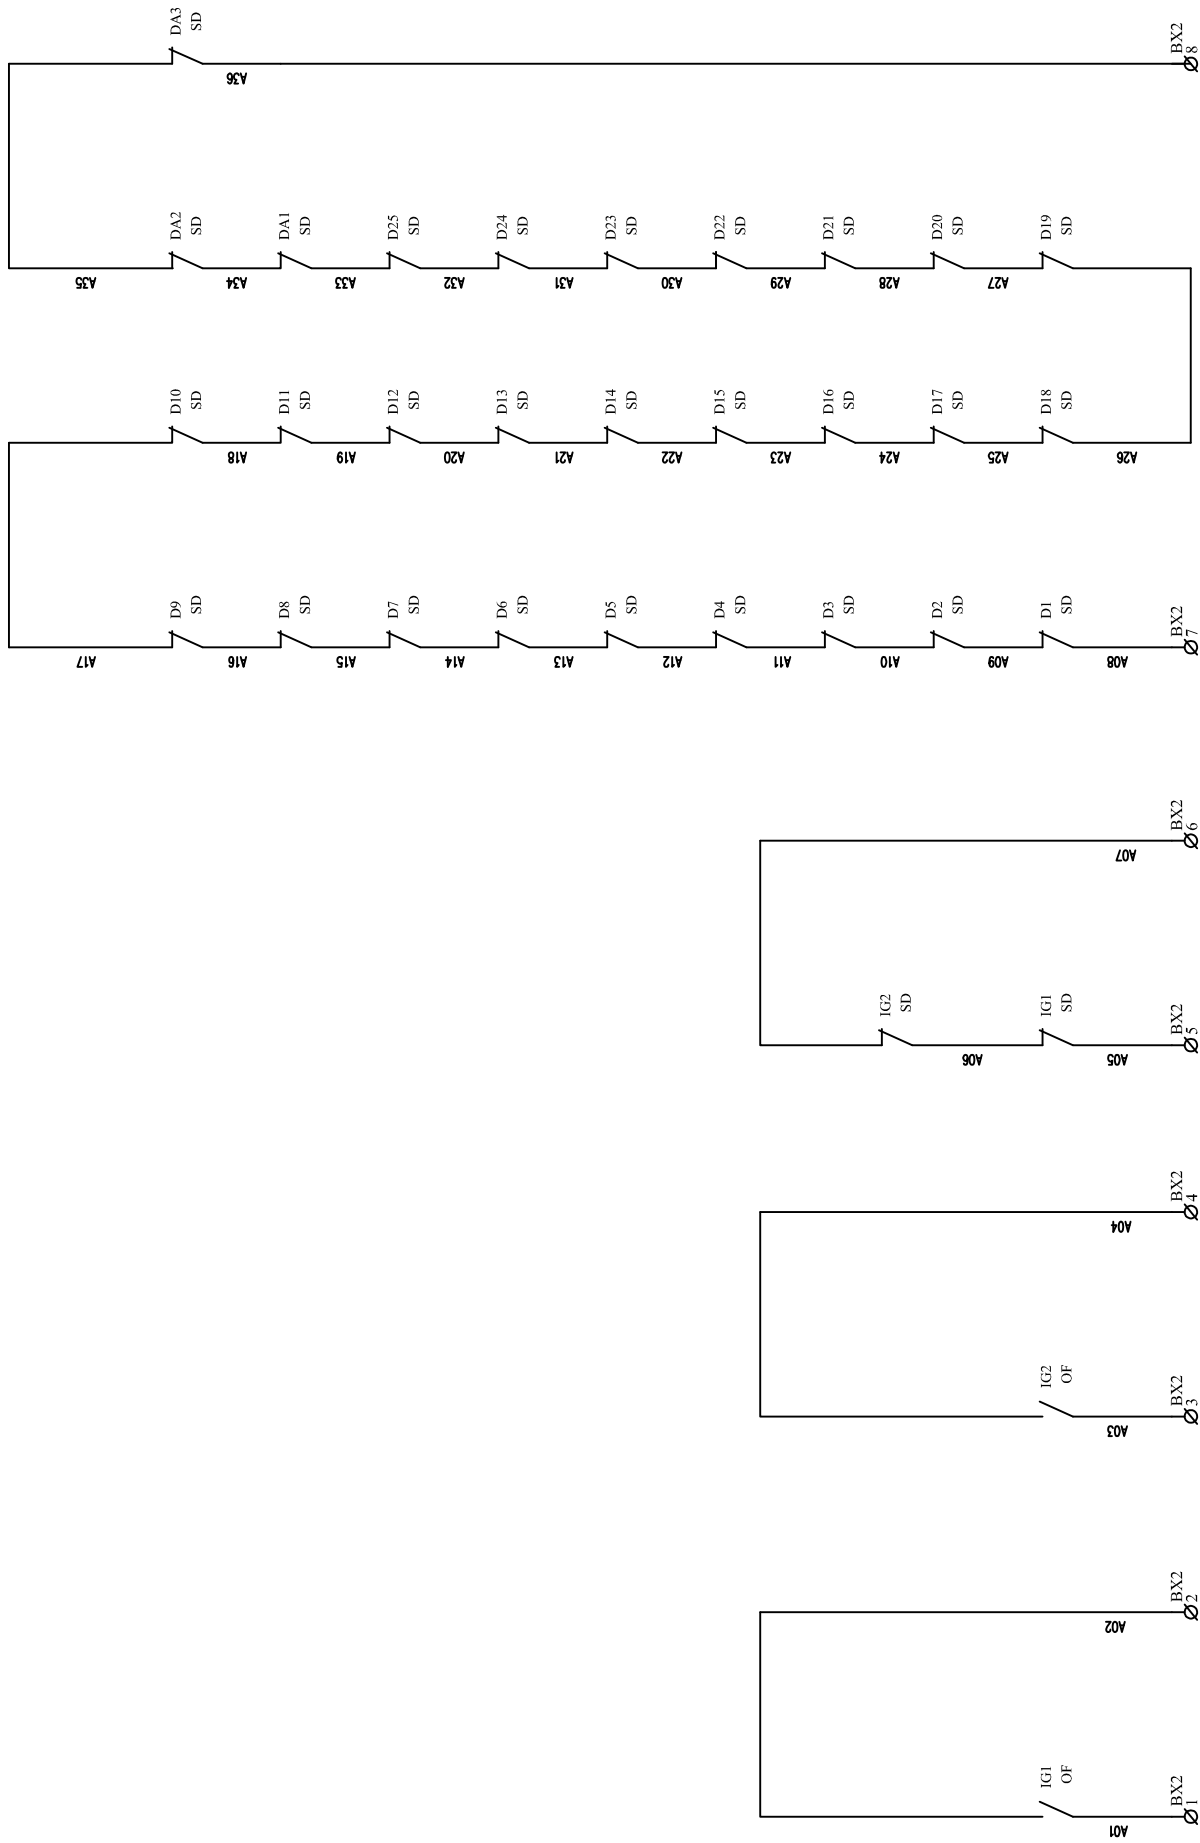 DA3
SD
A36
BX2
8
DA2
SD
DA1
SD
D25
SD
D24
SD
D23
SD
D22
SD
D21
SD
D20
SD
D19
SD
A35
A34
A33
A32
A31
A30
A29
A28
A27
D10
SD
D11
SD
D12
SD
D13
SD
D14
SD
D15
SD
D16
SD
D17
SD
D18
SD
A18
A19
A20
A21
A22
A23
A24
A25
A26
D9
SD
D8
SD
D7
SD
D6
SD
D5
SD
D4
SD
D3
SD
D2
SD
D1
SD
BX2
7
A17
A16
A15
A14
A13
A12
A11
A10
A09
A08
BX2
6
A07
IG2
SD
IG1
SD
BX2
5
A06
A05
BX2
4
A04
IG2
OF
BX2
3
A03
BX2
2
A02
IG1
OF
BX2
1
A01